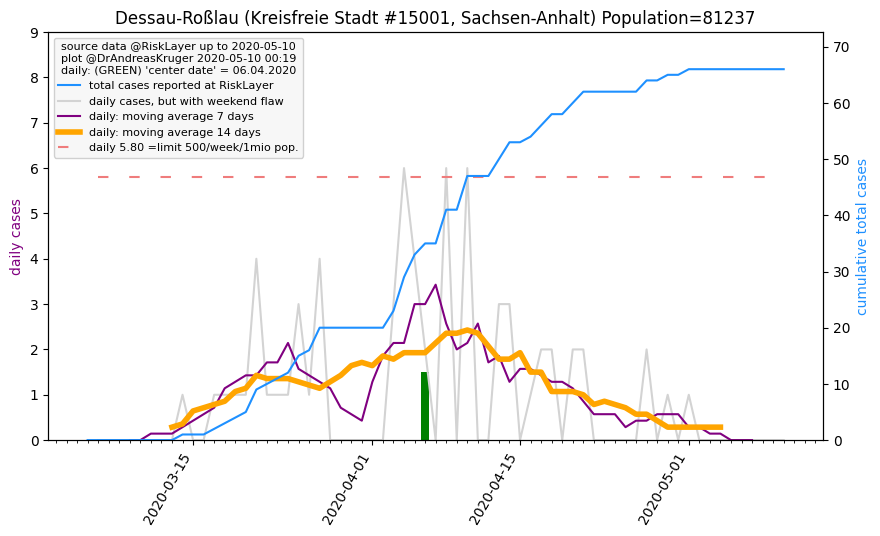 Dessau-Roßlau (Kreisfreie Stadt #15001, Sachsen-Anhalt) Population=81237
source data @RiskLayer up to 2020-05-10
plot @DrAndreasKruger 2020-05-10 00:19
daily: (GREEN) 'center date' = 06.04.2020
total cases reported at RiskLayer
daily cases, but with weekend flaw
daily: moving average 7 days
daily: moving average 14 days
daily 5.80 =limit 500/week/1mio pop.
daily cases
9
8
7
6
5
4
3
2
1
0
70
60
50
40
30
20
10
0
cumulative total cases
2020-03-15
2020-04-01
2020-04-15
2020-05-01